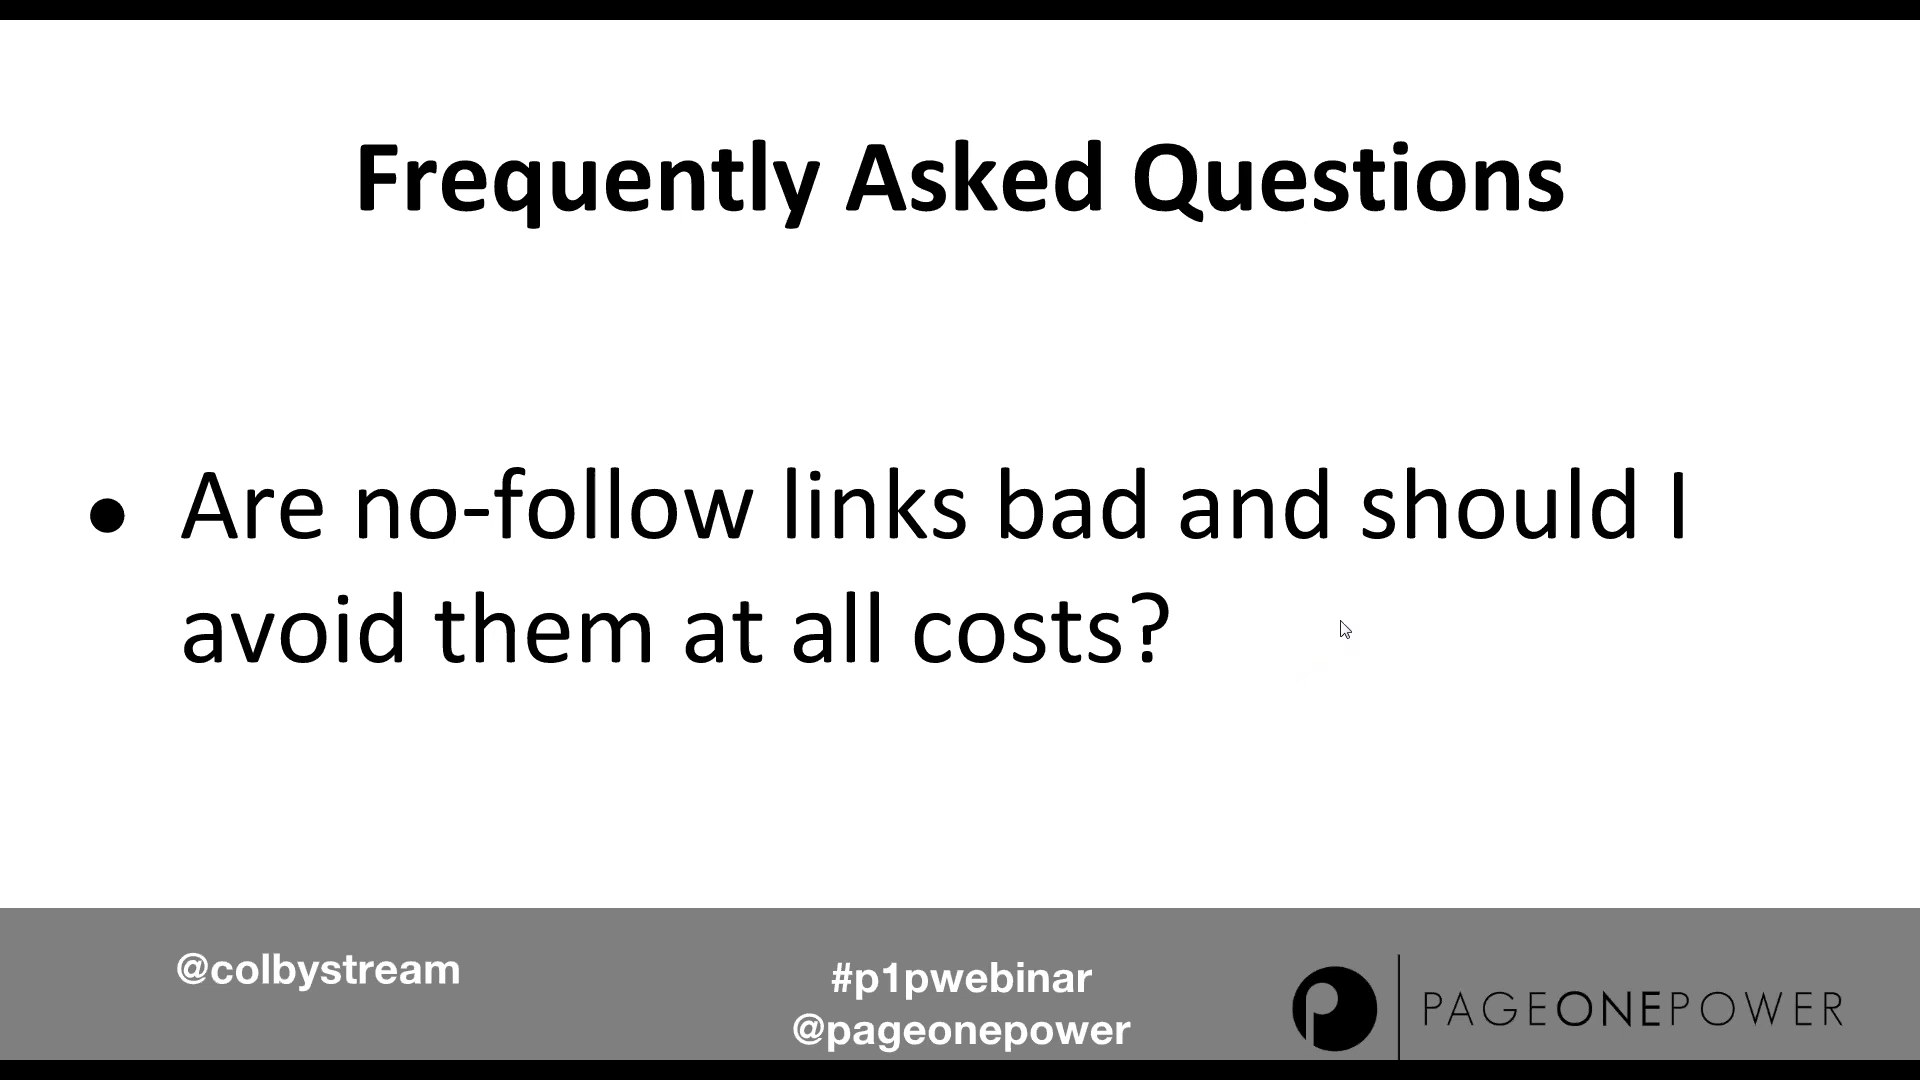 Frequently Asked Questions
● Are no-follow links bad and should I
avoid them at all costs?
@colbystream
#p1pwebinar
@pageonepower
PAGEONEPOWER